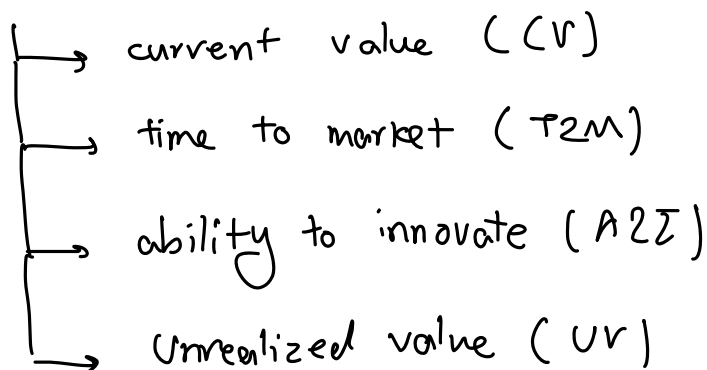 current value (CV)
time to market (T2M)
ability to innovate (A2I)
Unrealized value (UV)